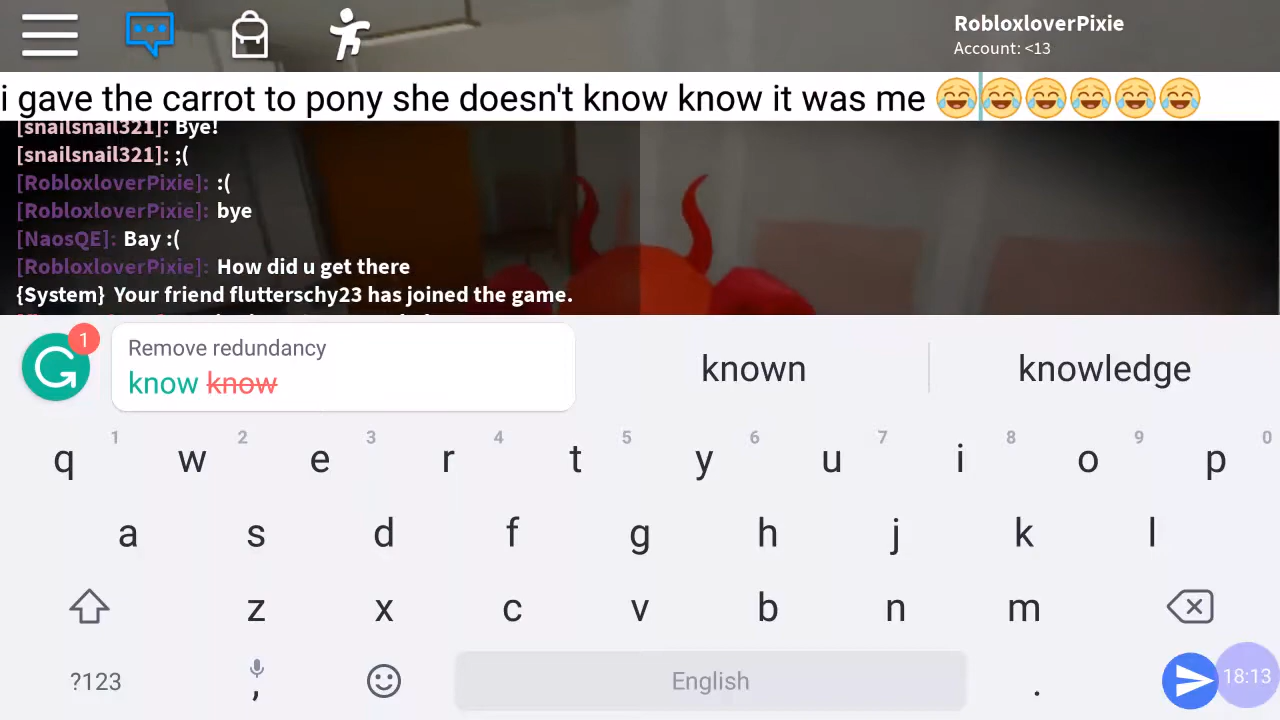 RobloxloverPixie
Account: <13
i gave the carrot to pony she doesn't know know it was me 😂😂😂😂😂😂
[snailsnail321]: Bye!
[snailsnail321]: ;(
[RobloxloverPixie]: :(
[RobloxloverPixie]: bye
[NaosQE]: Bay :(
[RobloxloverPixie]: How did u get there
{System} Your friend flutterschy23 has joined the game.
1
Remove redundancy
know know
known
knowledge
1 2 3 4 5 6 7 8 9 0
q w e r t y u i o p
a s d f g h j k l
z x c v b n m
?123 , English .
18:13